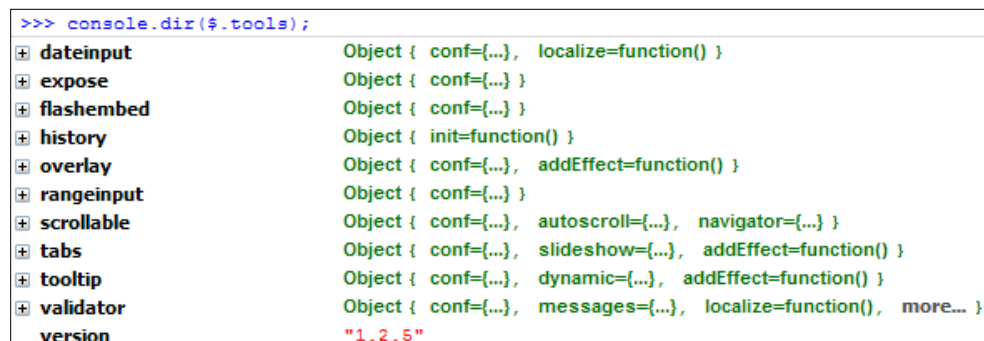 >>> console.dir($.tools);
dateinput Object { conf={...}, localize=function() }
expose Object { conf={...} }
flashembed Object { conf={...} }
history Object { init=function() }
overlay Object { conf={...}, addEffect=function() }
rangeinput Object { conf={...} }
scrollable Object { conf={...}, autoscroll={...}, navigator={...} }
tabs Object { conf={...}, slideshow={...}, addEffect=function() }
tooltip Object { conf={...}, dynamic={...}, addEffect=function() }
validator Object { conf={...}, messages={...}, localize=function(), more... }
version "1.2.5"